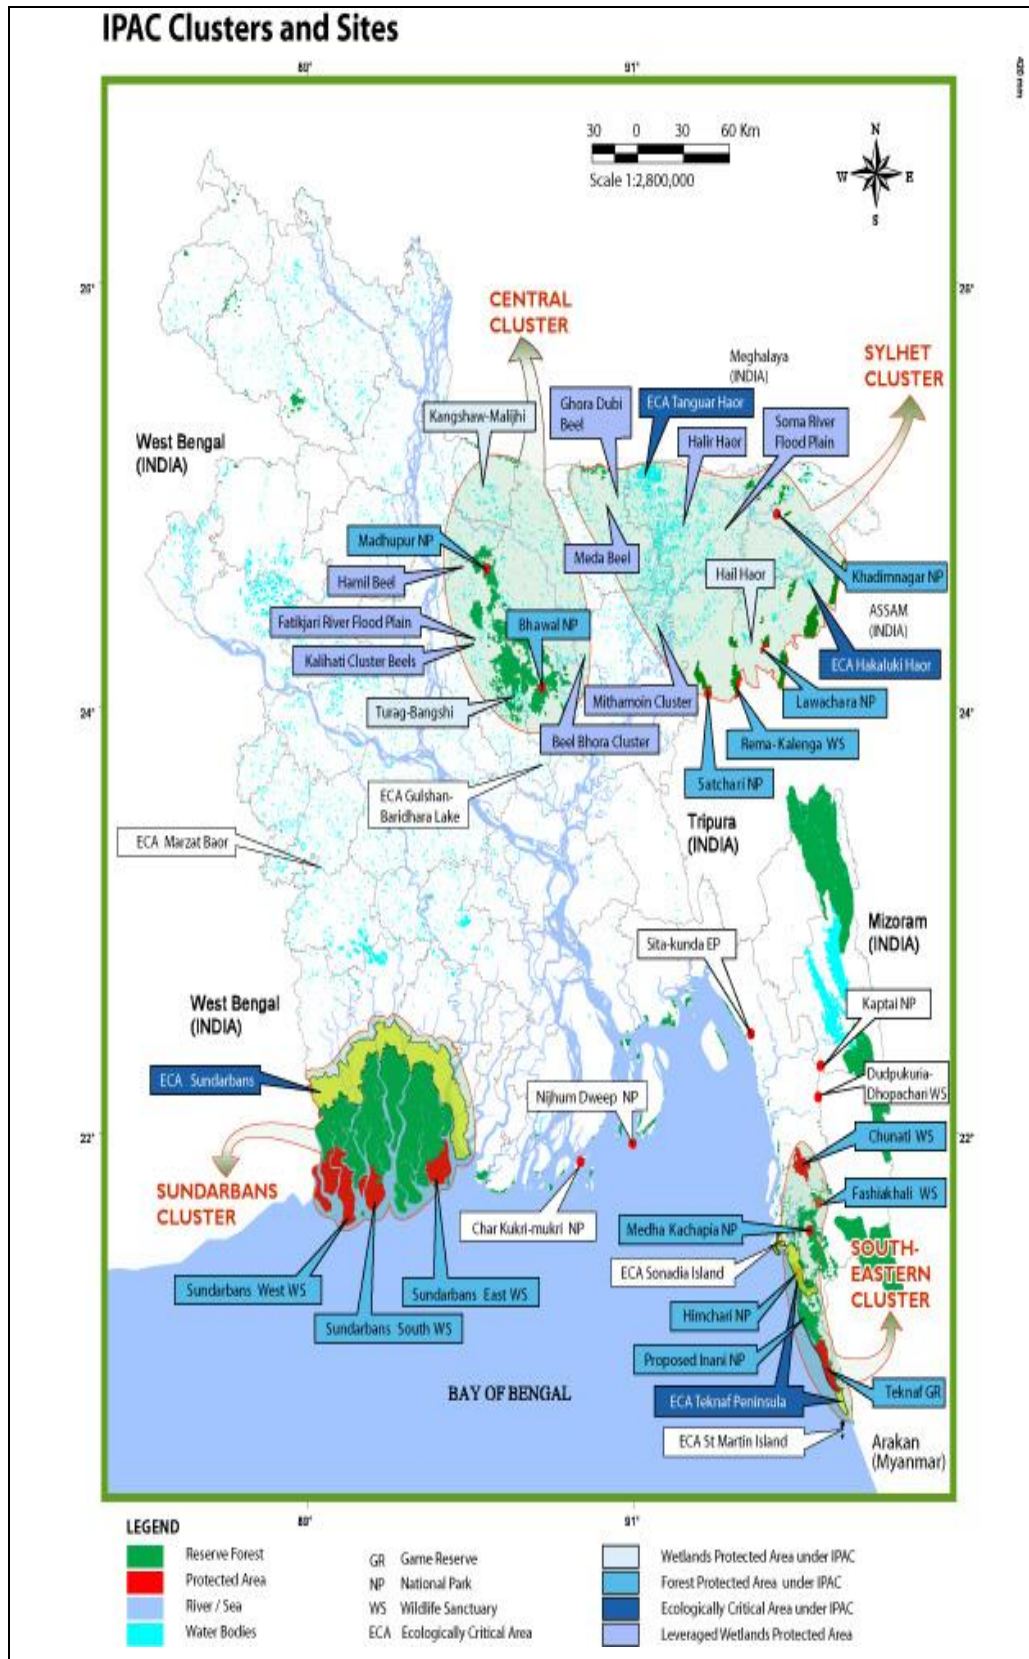 IPAC Clusters and Sites
420 mm
89°
91°
30 0 30 60 Km
Scale 1:2,800,000
N
W E
S
26°
26°
CENTRAL
CLUSTER
SYLHET
CLUSTER
Meghalaya
(INDIA)
West Bengal
(INDIA)
Kangshaw-Malijhi
Ghora Dubi
Beel
ECA Tanguar Haor
Halir Haor
Soma River
Flood Plain
Madhupur NP
Hamil Beel
Meda Beel
Hail Haor
Khadimnagar NP
ASSAM
(INDIA)
Fatikjari River Flood Plain
Bhawal NP
Kalihati Cluster Beels
ECA Hakaluki Haor
Turag-Bangshi
Mithamoin Cluster
Lawachara NP
24°
24°
Beel Bhora Cluster
Rema-Kalenga WS
Satchari NP
ECA Gulshan-
Baridhara Lake
Tripura
(INDIA)
ECA Marzat Baor
Mizoram
(INDIA)
Sita-kunda EP
West Bengal
(INDIA)
Kaptai NP
ECA Sundarbans
Dudpukuria-
Dhopachari WS
Nijhum Dweep NP
22°
22°
Chunati WS
SUNDARBANS
CLUSTER
Fashiakhali WS
Char Kukri-mukri NP
Medha Kachapia NP
SOUTH-
EASTERN
CLUSTER
ECA Sonadia Island
Sundarbans West WS
Sundarbans East WS
Sundarbans South WS
Himchari NP
Proposed Inani NP
BAY OF BENGAL
ECA Teknaf Peninsula
Teknaf GR
ECA St Martin Island
Arakan
(Myanmar)
89°
91°
LEGEND
Reserve Forest
Protected Area
River / Sea
Water Bodies
GR Game Reserve
NP National Park
WS Wildlife Sanctuary
ECA Ecologically Critical Area
Wetlands Protected Area under IPAC
Forest Protected Area under IPAC
Ecologically Critical Area under IPAC
Leveraged Wetlands Protected Area